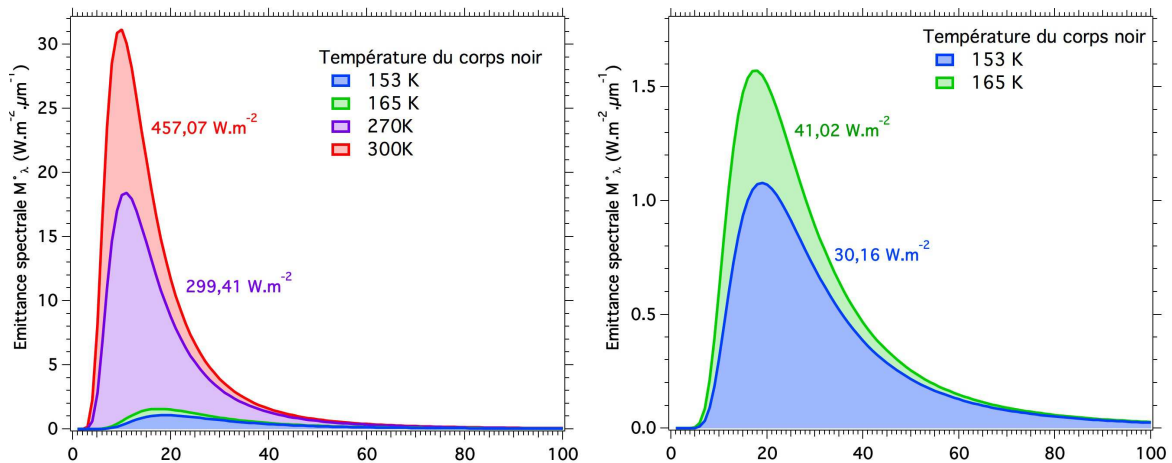 Emittance spectrale M°λ (W.m-2.µm-1)
30
25
20
15
10
5
0
0
20
40
60
80
100
Température du corps noir
153 K
165 K
270K
300K
457,07 W.m-2
299,41 W.m-2
Emittance spectrale M°λ (W.m-2.µm-1)
1.5
1.0
0.5
0.0
0
20
40
60
80
100
Température du corps noir
153 K
165 K
41,02 W.m-2
30,16 W.m-2